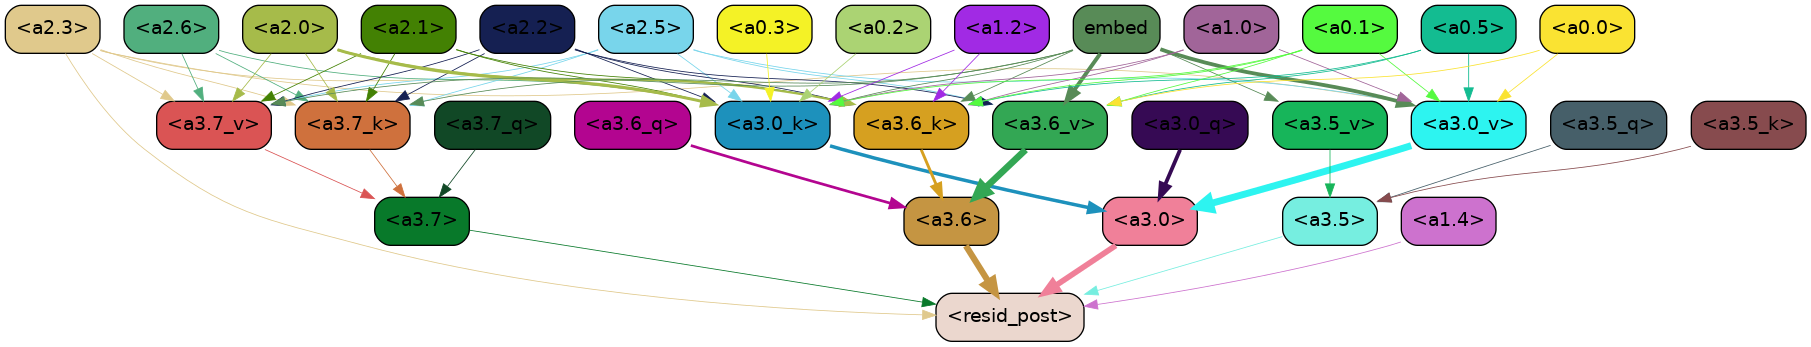 <a2.3> <a2.6> <a2.0> <a2.1> <a2.2> <a2.5> <a0.3> <a0.2> <a1.2> embed <a1.0> <a0.1> <a0.5> <a0.0>
<a3.7_v> <a3.7_k> <a3.7_q> <a3.6_q> <a3.0_k> <a3.6_k> <a3.6_v> <a3.0_q> <a3.5_v> <a3.0_v> <a3.5_q> <a3.5_k>
<a3.7> <a3.6> <a3.0> <a3.5> <a1.4>
<resid_post>